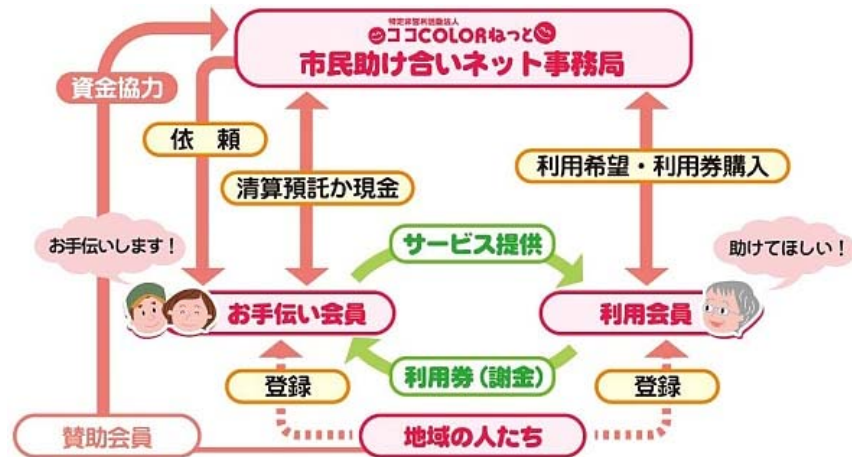 特定非営利活動法人
ココCOLORねっと
市民助け合いネット事務局
資金協力
依 頼
清算預託か現金
利用希望・利用券購入
お手伝いします！
サービス提供
助けてほしい！
お手伝い会員
利用会員
登録
利用券（謝金）
登録
賛助会員
地域の人たち